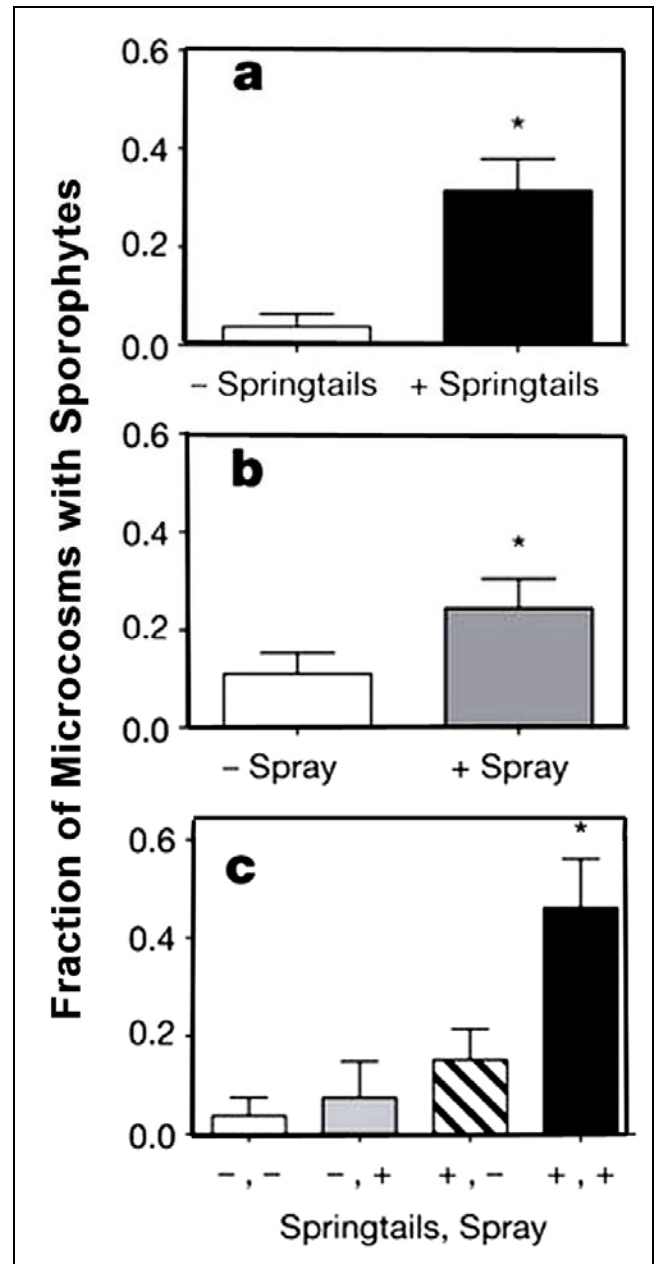 Fraction of Microcosms with Sporophytes
a
0.6
0.4
0.2
0.0
*
– Springtails + Springtails
b
0.6
0.4
0.2
0.0
*
– Spray + Spray
c
0.6
0.4
0.2
0.0
*
– , – – , + + , – + , +
Springtails, Spray